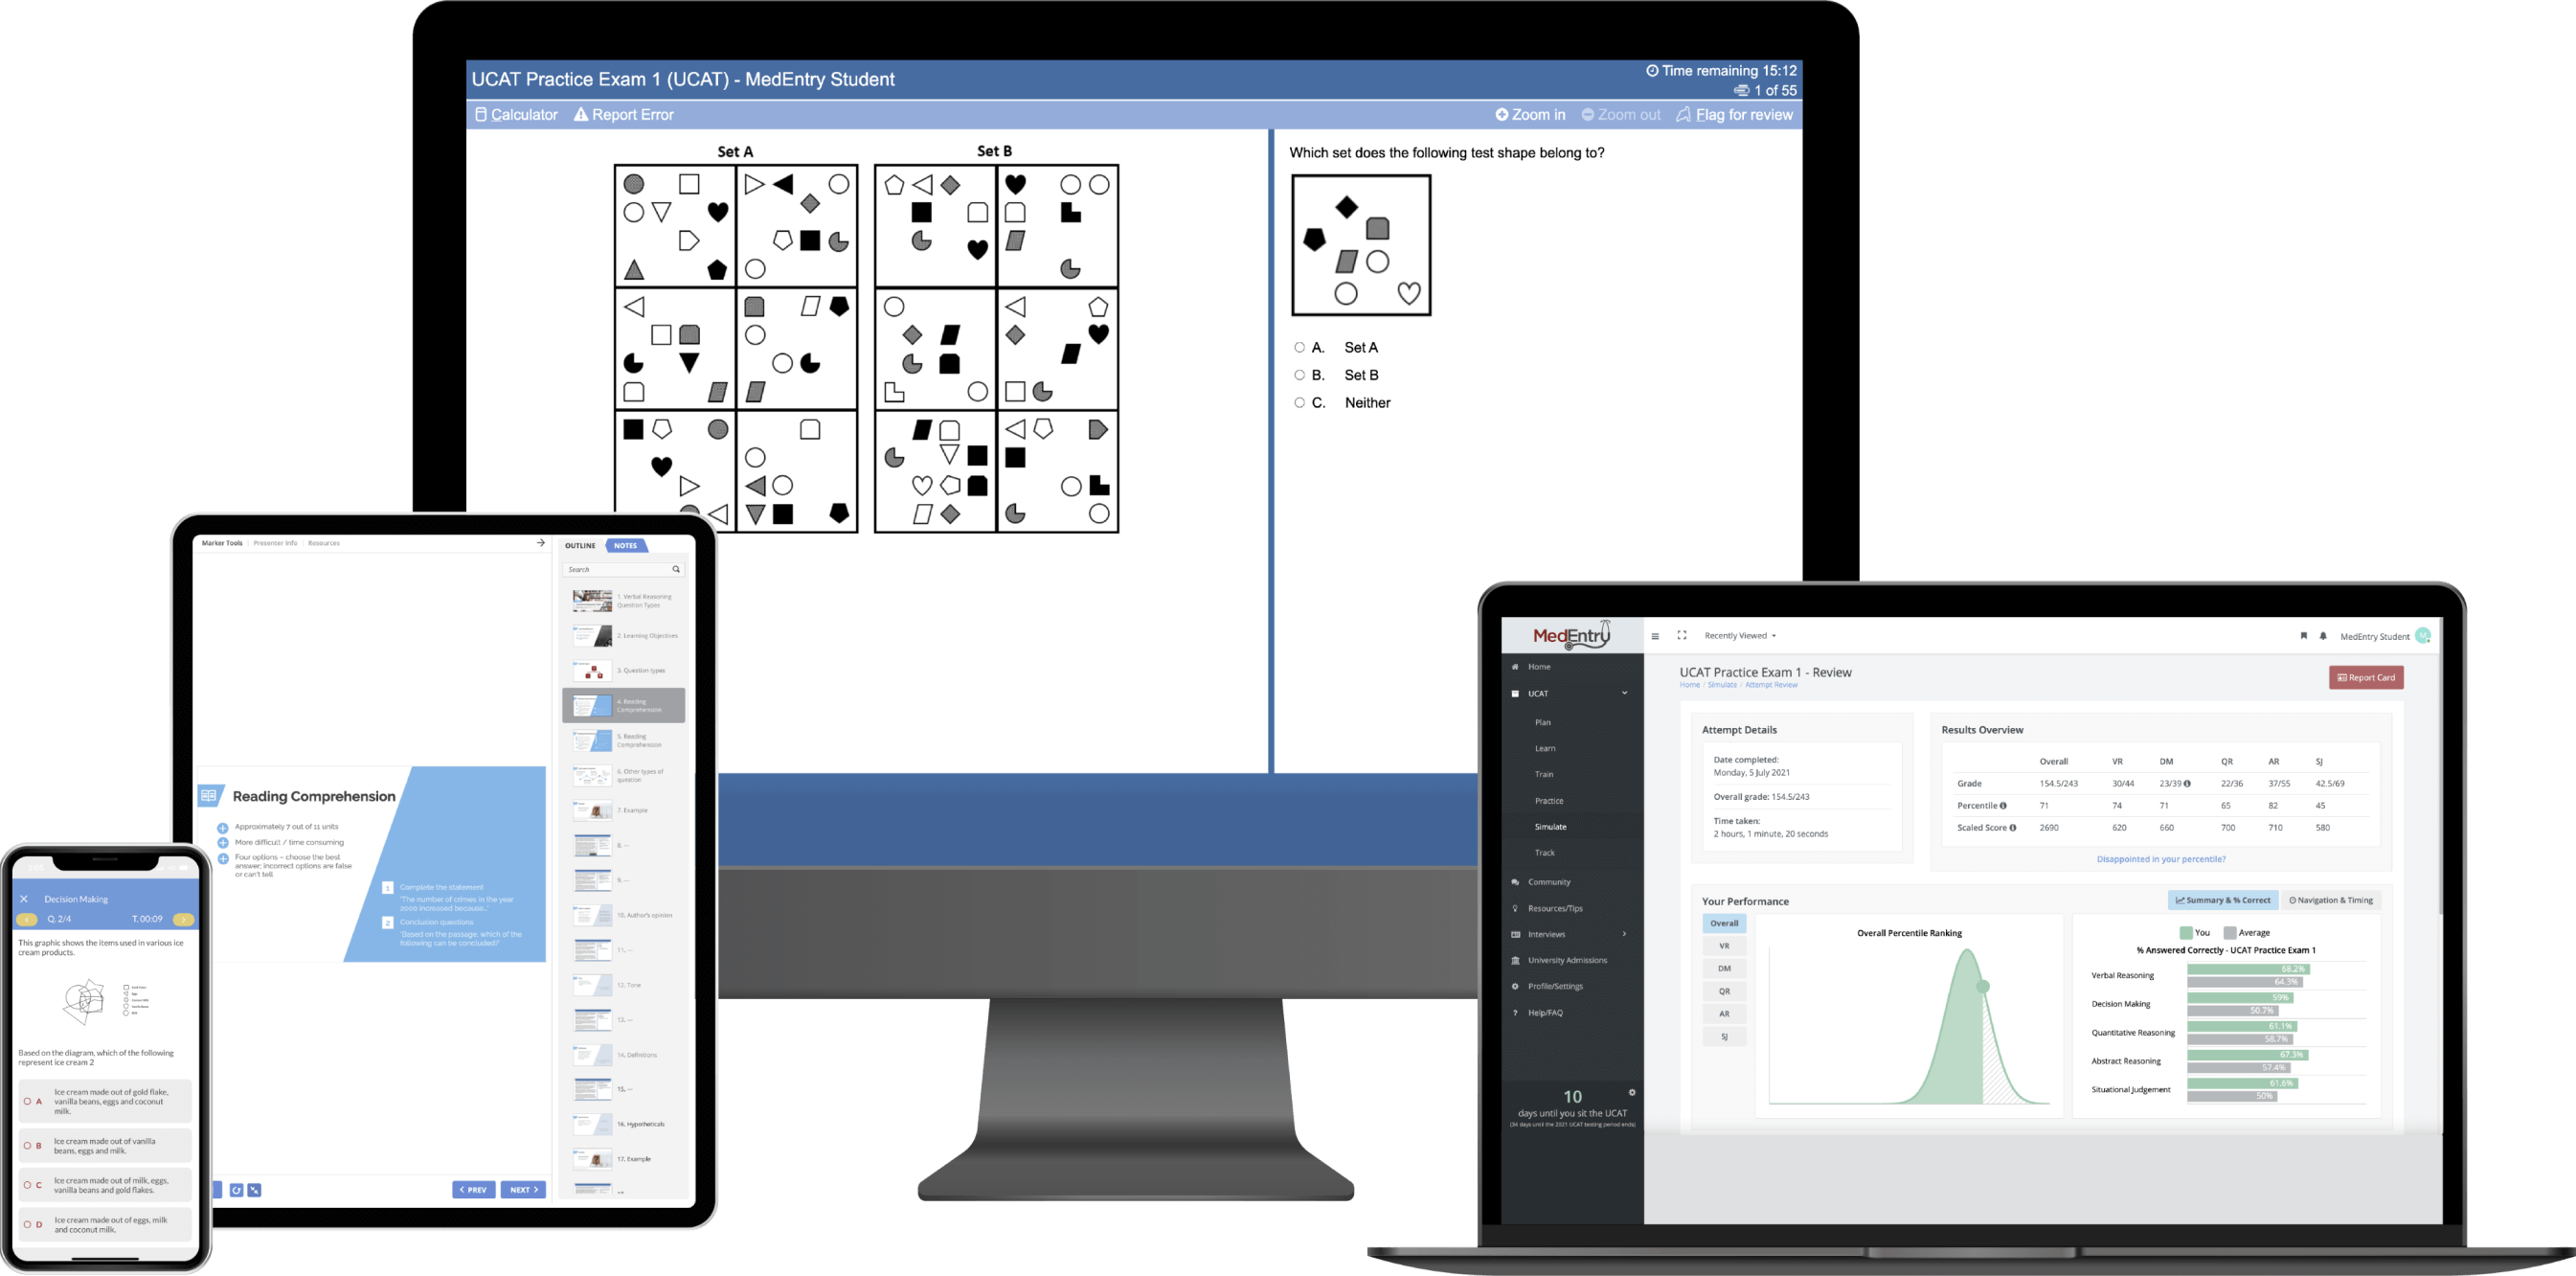 UCAT Practice Exam 1 (UCAT) - MedEntry Student
Time remaining 15:12
1 of 55
Calculator
Report Error
Zoom in
Zoom out
Flag for review
Set A
Set B
Which set does the following test shape belong to?
A. Set A
B. Set B
C. Neither
Marker Tools
Presenter Info
Resources
OUTLINE
NOTES
Search
1. Verbal Reasoning
Question Types
2. Learning Objectives
3. Question types
4. Reading
Comprehension
5. Reading
Comprehension
6. Other types of
question
7. Example
8. ...
9. ...
10. Author's opinion
11. ...
12. Tone
13. ...
14. Definitions
15. ...
16. Hypotheticals
17. Example
Reading Comprehension
Approximately 7 out of 11 units
More difficult / time consuming
Four options – choose the best
answer; incorrect options are false
or can't tell
1 Complete the statement
'The number of crimes in the year
2000 increased because...'
2 Conclusion questions
'Based on the passage, which of the
following can be concluded?'
PREV
NEXT
Decision Making
Q. 2/4
T. 00:09
This graphic shows the items used in various ice
cream products.
Based on the diagram, which of the following
represent ice cream 2
A Ice cream made out of gold flake,
vanilla beans, eggs and coconut
milk.
B Ice cream made out of vanilla
beans, eggs and milk.
C Ice cream made out of milk, eggs,
vanilla beans and gold flakes.
D Ice cream made out of eggs, milk
and coconut milk.
MedEntry
Recently Viewed
MedEntry Student
Home
UCAT
Plan
Learn
Train
Practice
Simulate
Track
Community
Resources/Tips
Interviews
University Admissions
Profile/Settings
Help/FAQ
10
days until you sit the UCAT
(34 days until the 2021 UCAT testing period ends)
UCAT Practice Exam 1 - Review
Home / Simulate / Attempt Review
Report Card
Attempt Details
Date completed:
Monday, 5 July 2021
Overall grade: 154.5/243
Time taken:
2 hours, 1 minute, 20 seconds
Results Overview
Overall VR DM QR AR SJ
Grade 154.5/243 30/44 23/39 22/36 37/55 42.5/69
Percentile 71 74 71 65 82 45
Scaled Score 2690 620 660 700 710 580
Disappointed in your percentile?
Your Performance
Summary & % Correct
Navigation & Timing
Overall
VR
DM
QR
AR
SJ
Overall Percentile Ranking
You
Average
% Answered Correctly - UCAT Practice Exam 1
Verbal Reasoning 68.2%
64.3%
Decision Making 59%
50.7%
Quantitative Reasoning 61.1%
58.7%
Abstract Reasoning 67.3%
57.4%
Situational Judgement 61.6%
50%